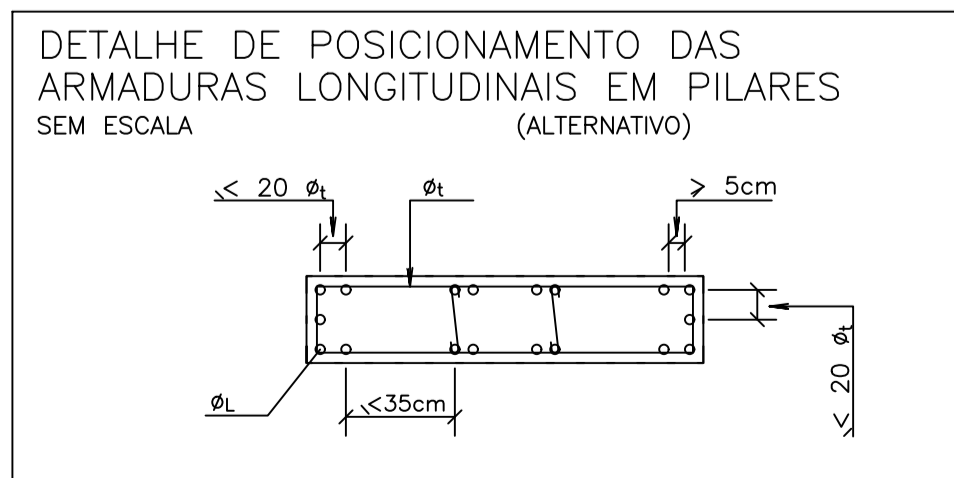 DETALHE DE POSICIONAMENTO DAS
ARMADURAS LONGITUDINAIS EM PILARES
SEM ESCALA (ALTERNATIVO)
⩽ 20 Øt Øt > 5cm
< 20 Øt
ØL ⩽35cm